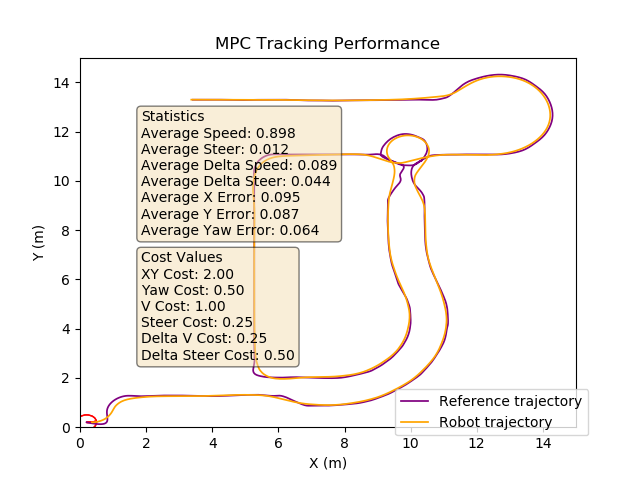 MPC Tracking Performance
Y (m)
14
12
10
8
6
4
2
0
Statistics
Average Speed: 0.898
Average Steer: 0.012
Average Delta Speed: 0.089
Average Delta Steer: 0.044
Average X Error: 0.095
Average Y Error: 0.087
Average Yaw Error: 0.064
Cost Values
XY Cost: 2.00
Yaw Cost: 0.50
V Cost: 1.00
Steer Cost: 0.25
Delta V Cost: 0.25
Delta Steer Cost: 0.50
Reference trajectory
Robot trajectory
0 2 4 6 8 10 12 14
X (m)